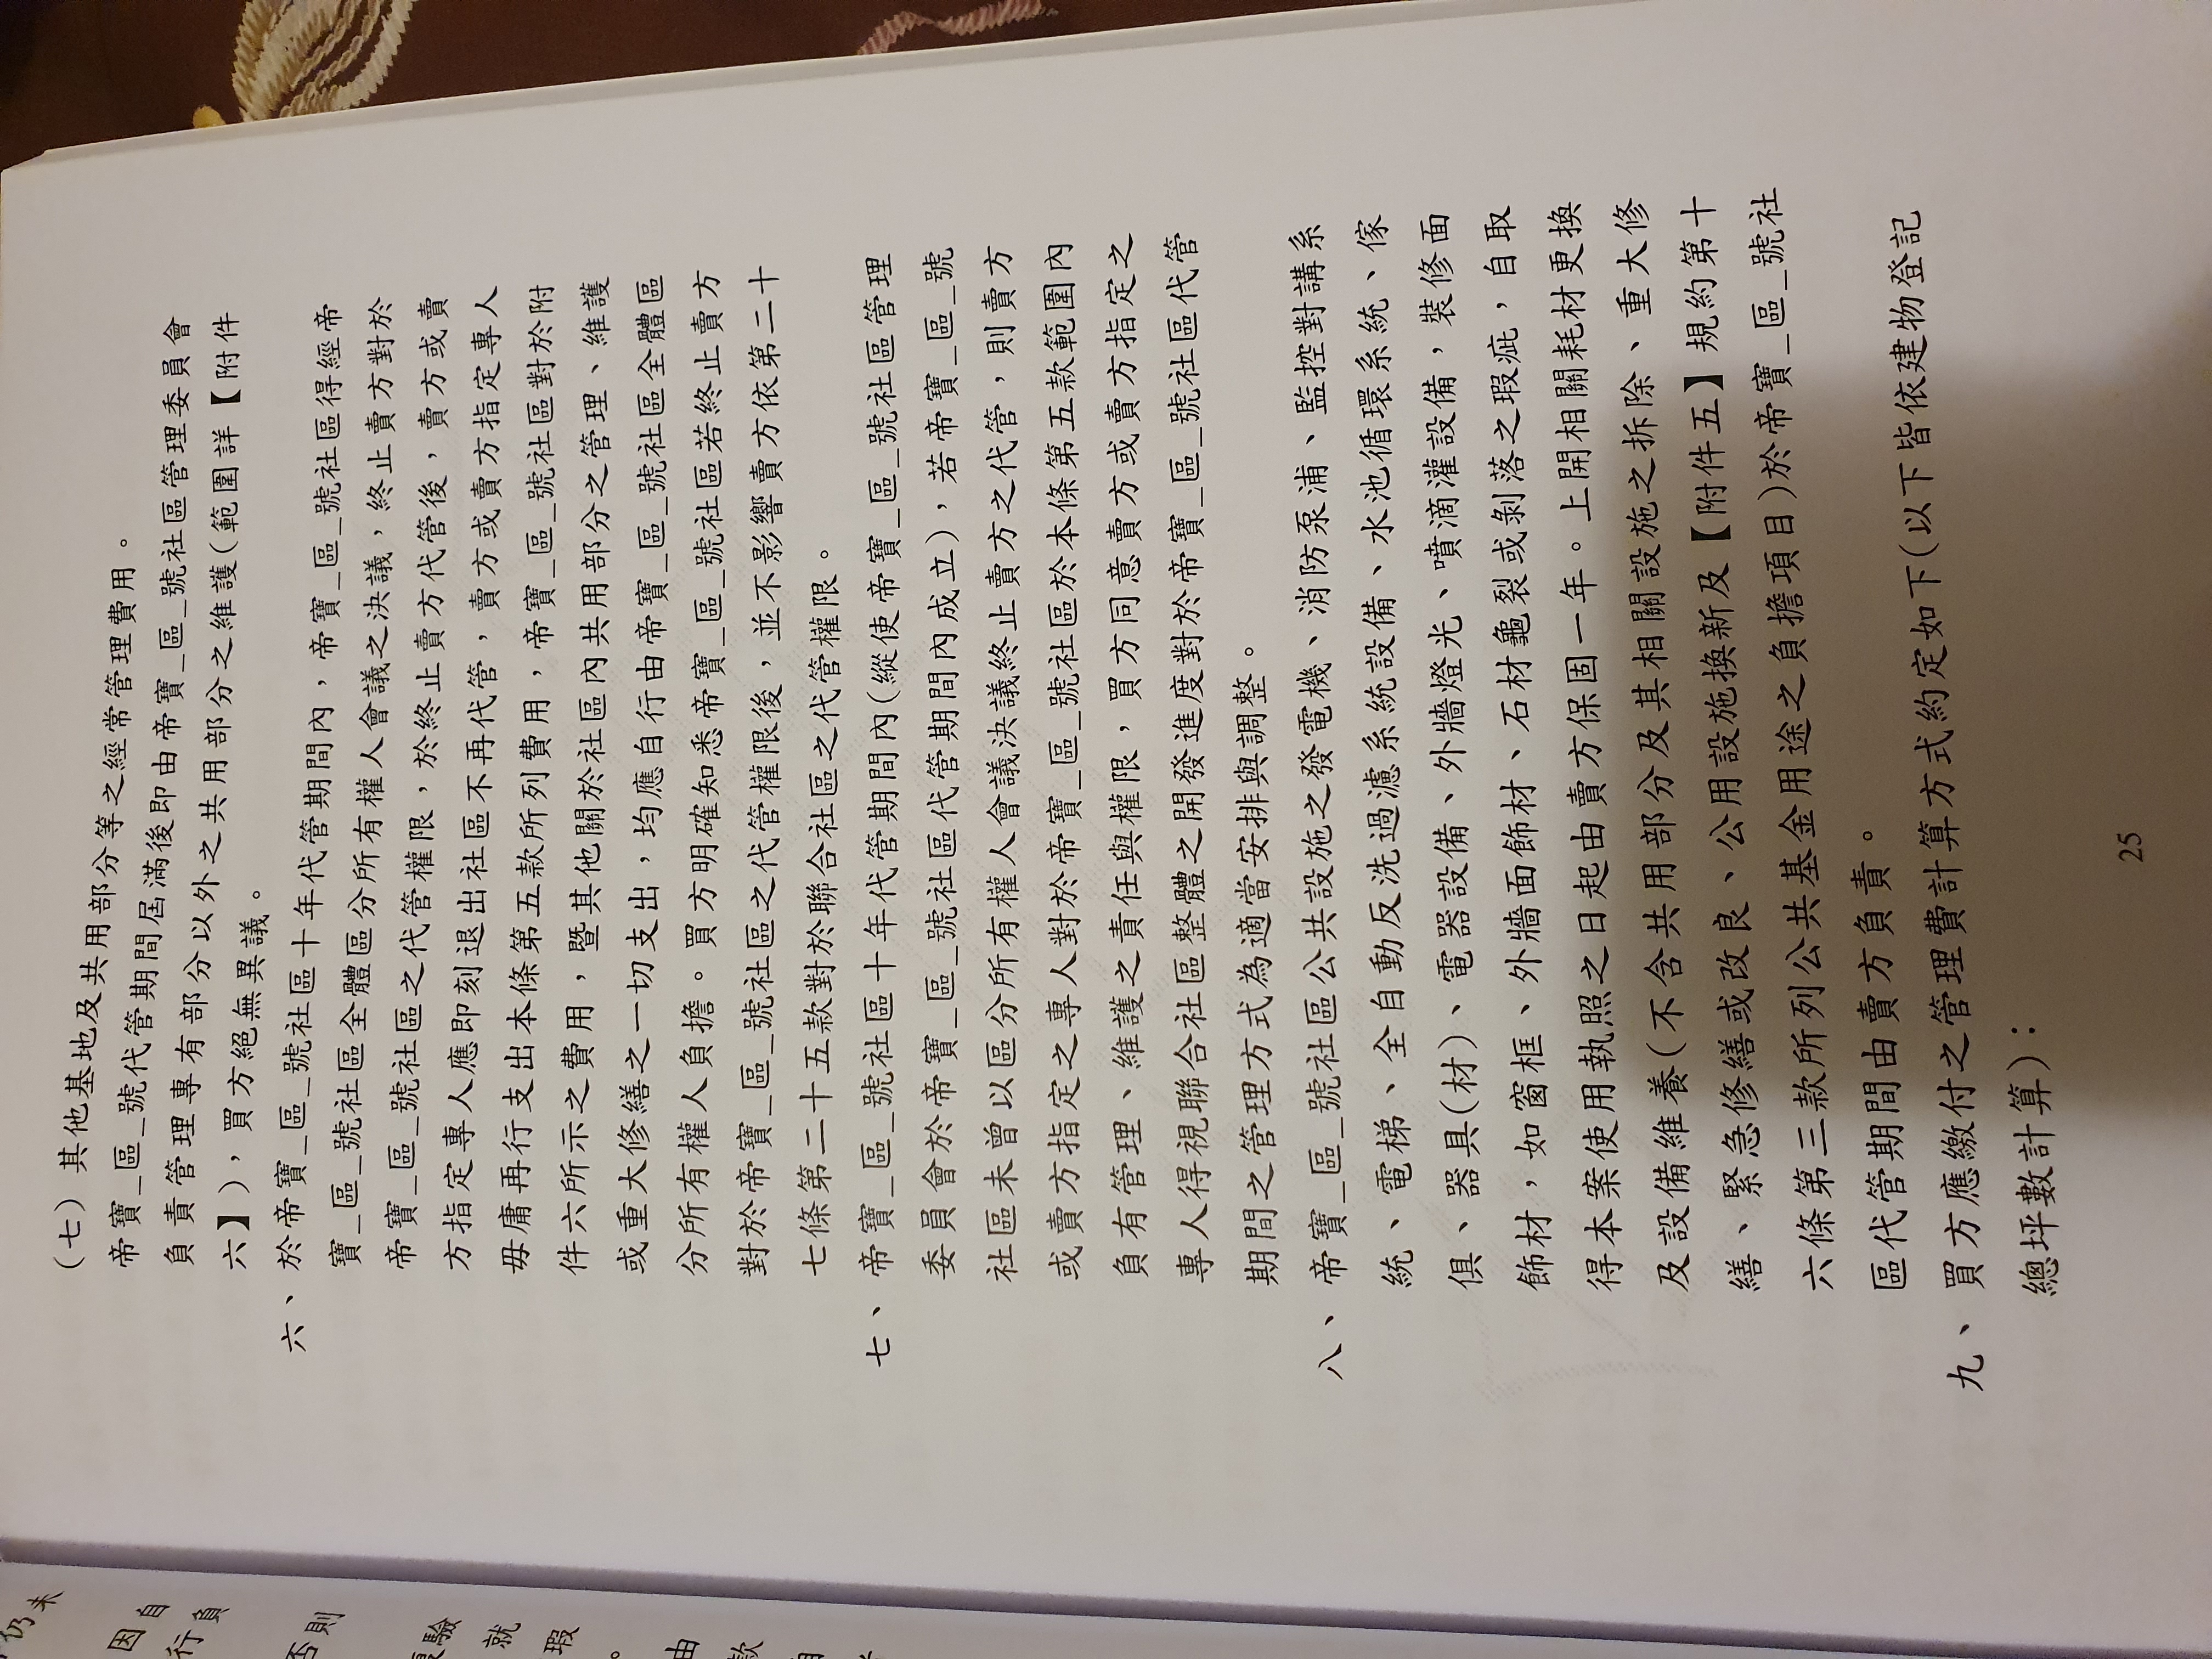 仍未
因自
行負
否則
複驗
就
瑕
。
由
款
自
（七）其他基地及共用部分等之經常管理費用。
帝寶_區_號代管期間屆滿後即由帝寶_區_號社區管理委員會
負責管理專有部分以外之共用部分之維護(範圍詳【附件
六】)，買方絕無異議。
六、於帝寶_區_號社區十年代管期間內，帝寶_區_號社區得經帝
寶_區_號社區全體區分所有權人會議之決議，終止賣方對於
帝寶_區_號社區之代管權限，於終止賣方代管後，賣方或賣
方指定專人應即刻退出社區不再代管，賣方或賣方指定專人
毋庸再行支出本條第五款所列費用，帝寶_區_號社區對於附
件六所示之費用，暨其他關於社區內共用部分之管理、維護
或重大修繕之一切支出，均應自行由帝寶_區_號社區全體區
分所有權人負擔。買方明確知悉帝寶_區_號社區若終止賣方
對於帝寶_區_號社區之代管權限後，並不影響賣方依第二十
七條第二十五款對於聯合社區之代管權限。
七、帝寶_區_號社區十年代管期間內(縱使帝寶_區_號社區管理
委員會於帝寶_區_號社區代管期間內成立)，若帝寶_區_號
社區未曾以區分所有權人會議決議終止賣方之代管，則賣方
或賣方指定之專人對於帝寶_區_號社區於本條第五款範圍內
負有管理、維護之責任與權限，買方同意賣方或賣方指定之
專人得視聯合社區整體之開發進度對於帝寶_區_號社區代管
期間之管理方式為適當安排與調整。
八、帝寶_區_號社區公共設施之發電機、消防泵浦、監控對講系
統、電梯、全自動反洗過濾系統設備、水池循環系統、傢
俱、器具(材)、電器設備、外牆燈光、噴滴灌設備，裝修面
飾材，如窗框、外牆面飾材、石材龜裂或剝落之瑕疵，自取
得本案使用執照之日起由賣方保固一年。上開相關耗材更換
及設備維養(不含共用部分及其相關設施之拆除、重大修
繕、緊急修繕或改良、公用設施換新及【附件五】規約第十
六條第三款所列公共基金用途之負擔項目)於帝寶_區_號社
區代管期間由賣方負責。
九、買方應繳付之管理費計算方式約定如下(以下皆依建物登記
總坪數計算)：
25